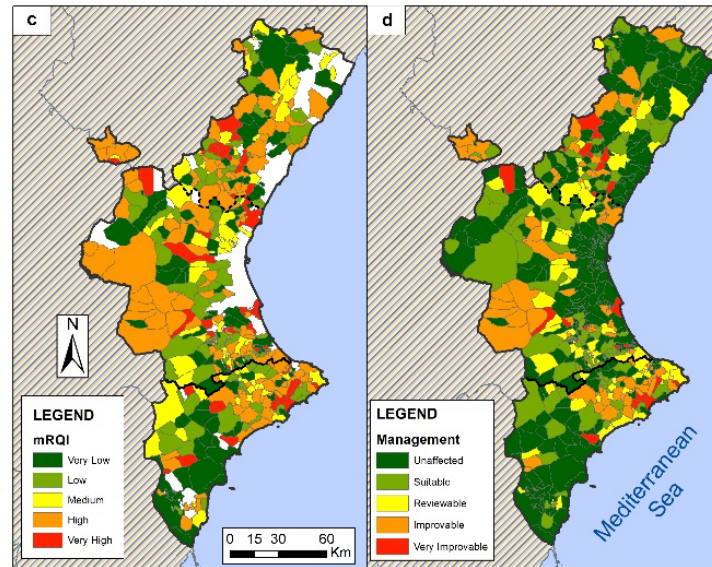 c
d
N
LEGEND
mRQI
Very Low
Low
Medium
High
Very High
0 15 30 60
Km
LEGEND
Management
Unaffected
Suitable
Reviewable
Improvable
Very Improvable
Mediterranean
Sea